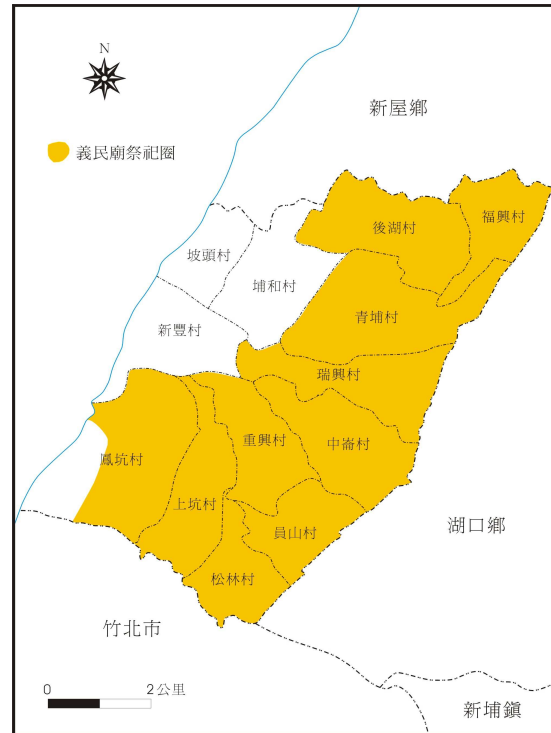 N
新屋鄉
義民廟祭祀圈
福興村
後湖村
坡頭村
埔和村
青埔村
新豐村
瑞興村
重興村
中崙村
鳳坑村
上坑村
湖口鄉
員山村
松林村
竹北市
0 2公里
新埔鎮